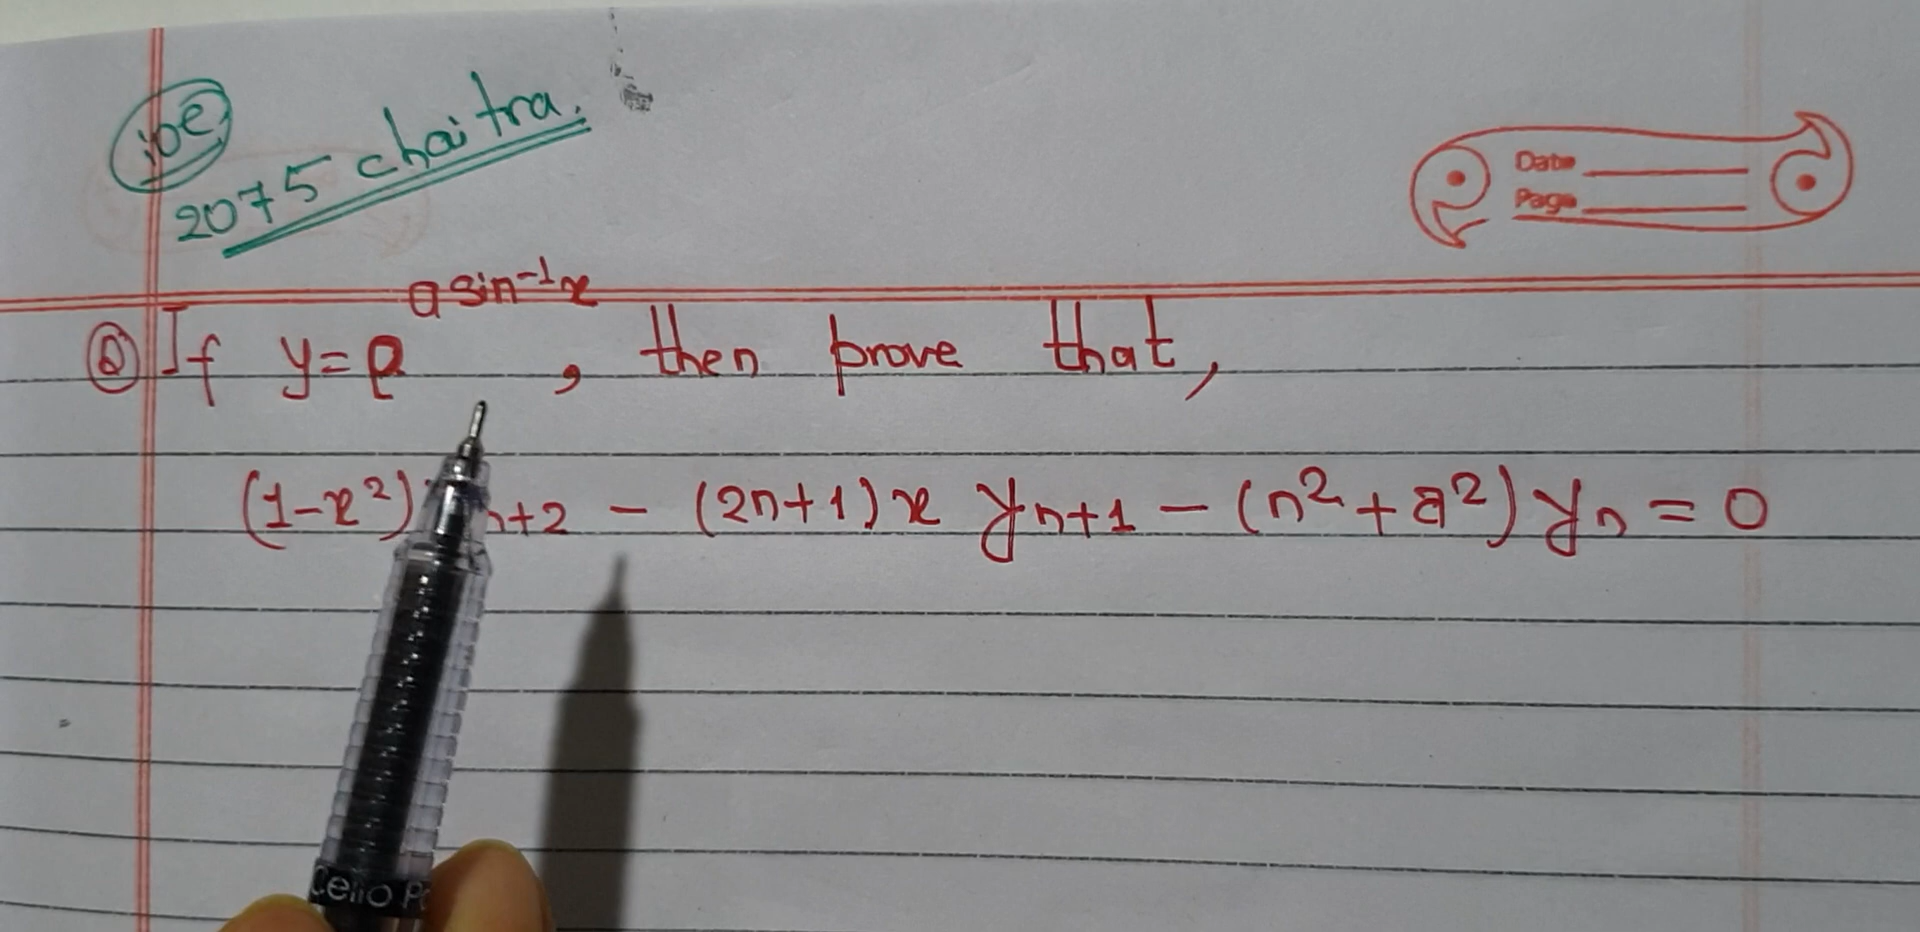 ioe
2075 chaitra.
Date
Page
a sin⁻¹x
Q If y = e , then prove that,
(1-x²) n+2 - (2n+1)x yn+1 - (n²+a²) yn = 0
Cello